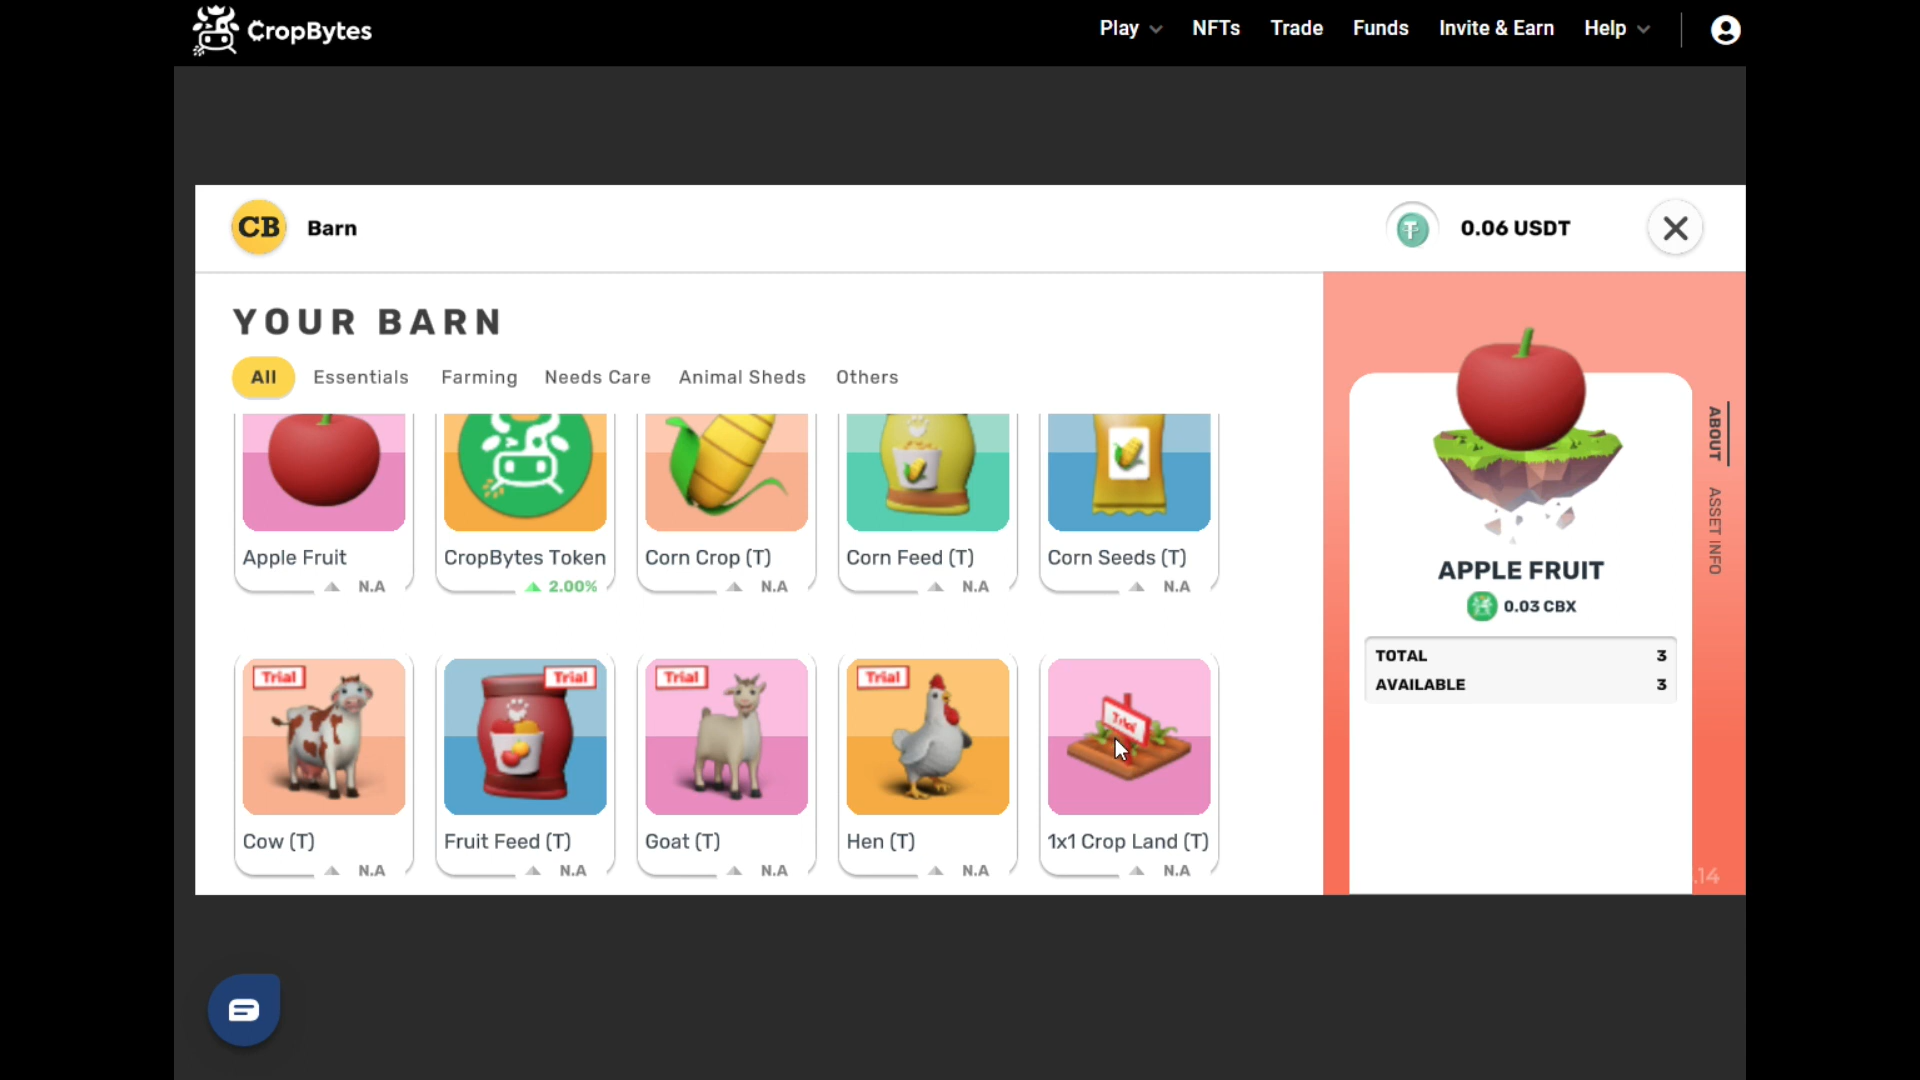 CropBytes
Play NFTs Trade Funds Invite & Earn Help
CB Barn
0.06 USDT
YOUR BARN
All Essentials Farming Needs Care Animal Sheds Others
Apple Fruit CropBytes Token Corn Crop (T) Corn Feed (T) Corn Seeds (T)
N.A 2.00% N.A N.A N.A
Trial Trial Trial Trial Trial
Cow (T) Fruit Feed (T) Goat (T) Hen (T) 1x1 Crop Land (T)
N.A N.A N.A N.A N.A
APPLE FRUIT
0.03 CBX
TOTAL 3
AVAILABLE 3
ABOUT
ASSET INFO
.14